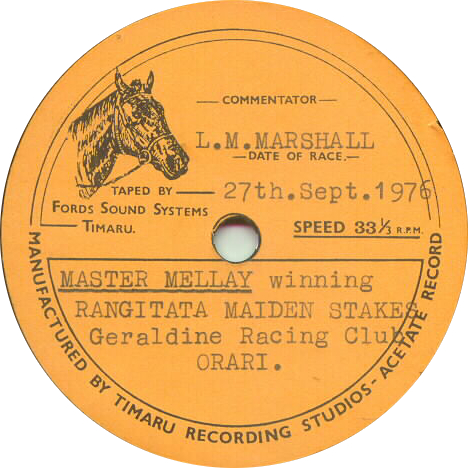 — COMMENTATOR —
L.M.MARSHALL
— DATE OF RACE. —
TAPED BY — 27th.Sept.1976
FORDS SOUND SYSTEMS
TIMARU.
SPEED 33⅓ R.P.M.
MASTER MELLAY winning
RANGITATA MAIDEN STAKES
Geraldine Racing Club
ORARI.
MANUFACTURED BY TIMARU RECORDING STUDIOS - ACETATE RECORD